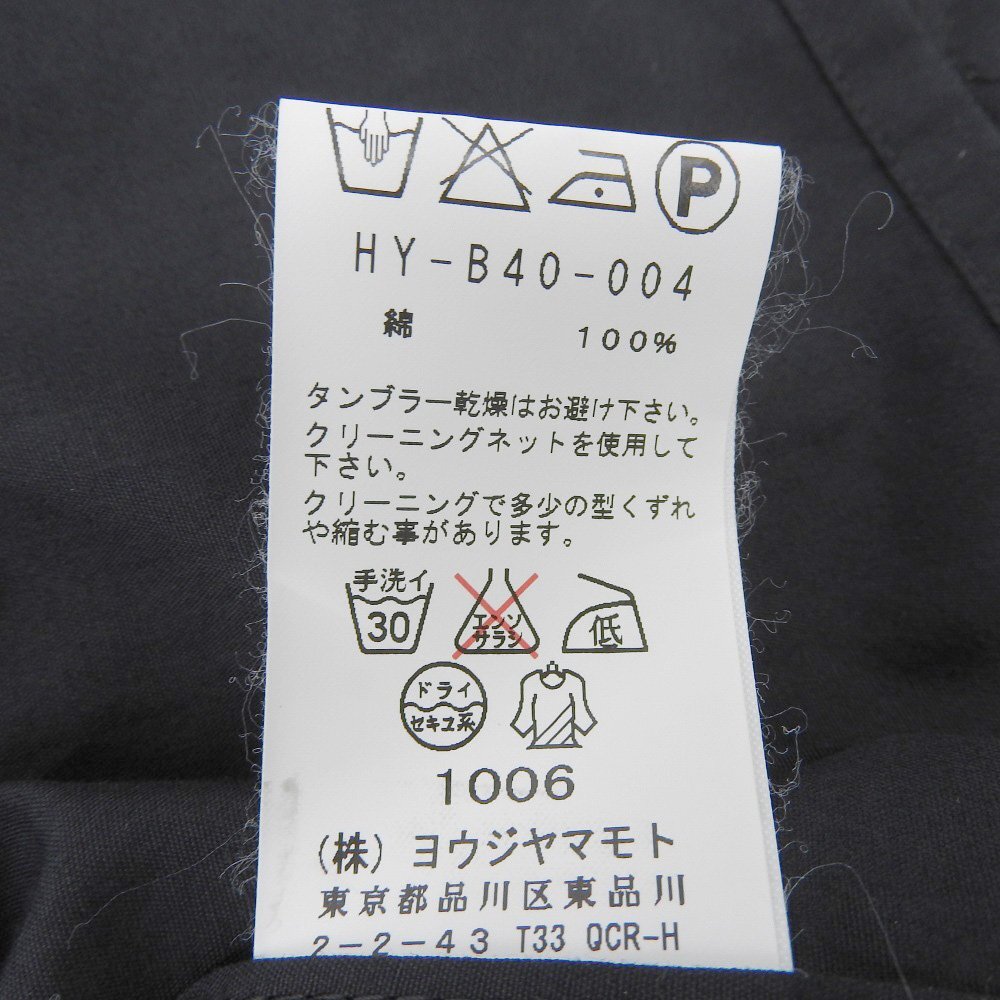 P
HY-B40-004
綿 100%
タンブラー乾燥はお避け下さい。
クリーニングネットを使用して
下さい。
クリーニングで多少の型くずれ
や縮む事があります。
手洗イ
30
エンソ
サラシ
低
ドライ
セキユ系
1006
(株) ヨウジヤマモト
東京都品川区東品川
2-2-43 T33 QCR-H